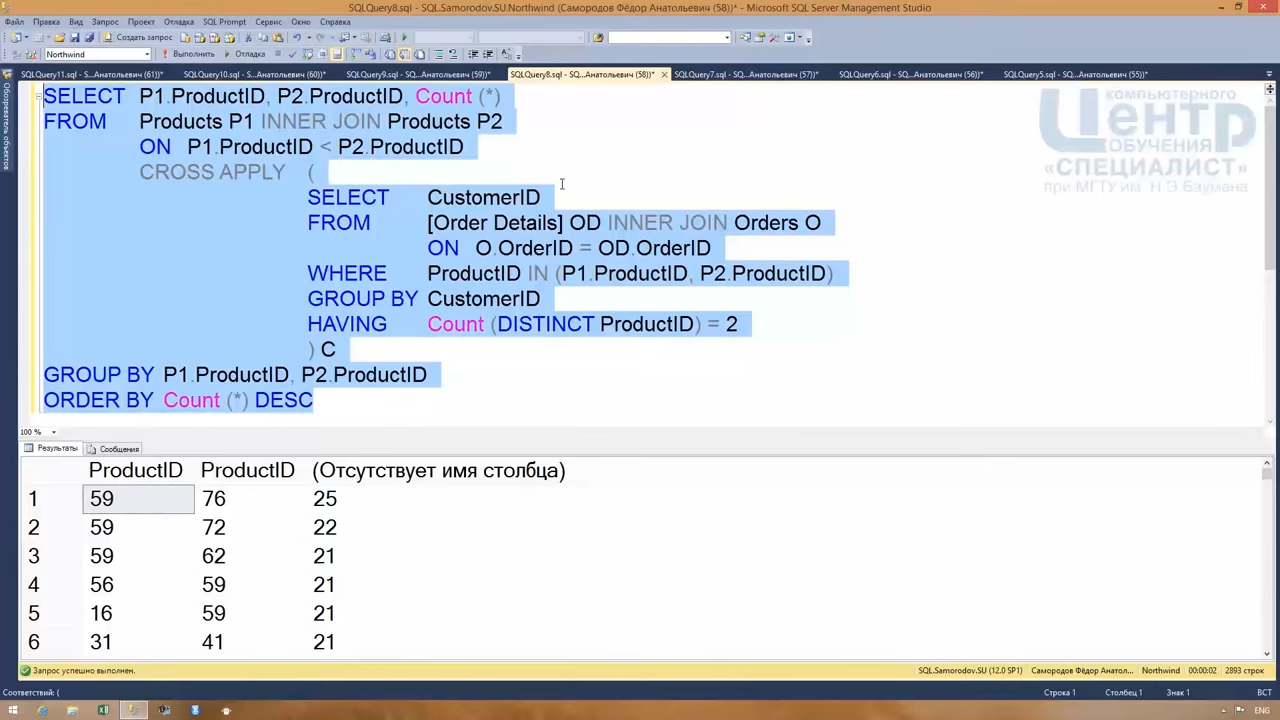 SQLQuery8.sql - SQL.Samorodov.SU.Northwind (Самородов Фёдор Анатольевич (58))* - Microsoft SQL Server Management Studio
Файл Правка Вид Запрос Проект Отладка SQL Prompt Сервис Окно Справка
Создать запрос
Northwind Выполнить Отладка
SQLQuery11.sql - S...Анатольевич (61))* SQLQuery10.sql - S...Анатольевич (60))* SQLQuery9.sql - SQ...Анатольевич (59))* SQLQuery8.sql - SQ...Анатольевич (58))* SQLQuery7.sql - SQ...Анатольевич (57))* SQLQuery6.sql - SQ...Анатольевич (56))* SQLQuery5.sql - SQ...Анатольевич (55))*
Обозреватель объектов
компьютерного
Центр
ОБУЧЕНИЯ
«СПЕЦИАЛИСТ»
при МГТУ им. Н.Э.Баумана
SELECT P1.ProductID, P2.ProductID, Count (*)
FROM Products P1 INNER JOIN Products P2
ON P1.ProductID < P2.ProductID
CROSS APPLY (
SELECT CustomerID
FROM [Order Details] OD INNER JOIN Orders O
ON O.OrderID = OD.OrderID
WHERE ProductID IN (P1.ProductID, P2.ProductID)
GROUP BY CustomerID
HAVING Count (DISTINCT ProductID) = 2
) C
GROUP BY P1.ProductID, P2.ProductID
ORDER BY Count (*) DESC
100 %
Результаты Сообщения
ProductID ProductID (Отсутствует имя столбца)
1 59 76 25
2 59 72 22
3 59 62 21
4 56 59 21
5 16 59 21
6 31 41 21
Запрос успешно выполнен. SQL.Samorodov.SU (12.0 SP1) Самородов Фёдор Анатол... Northwind 00:00:02 2893 строк
Соответствий: ( Строка 1 Столбец 1 Знак 1 ВСТ
ENG